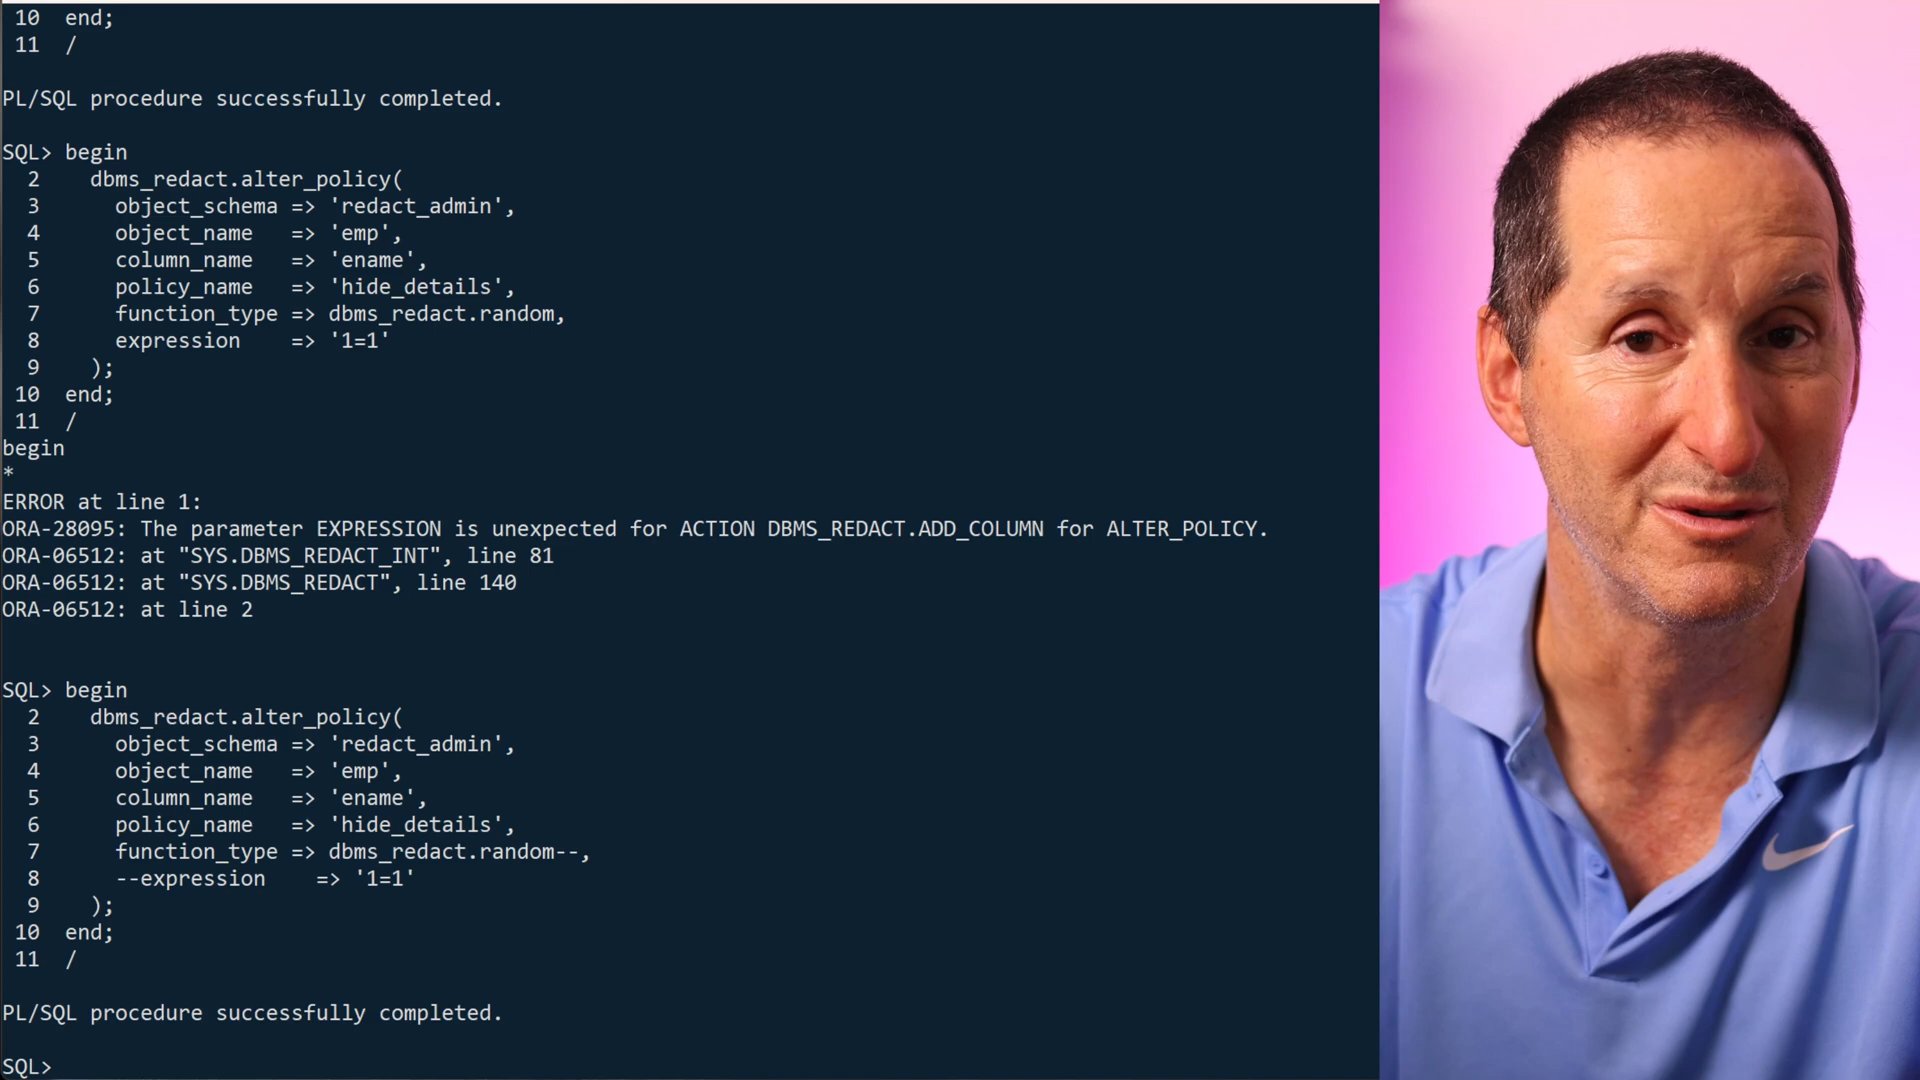 10  end;
11  /
PL/SQL procedure successfully completed.
SQL> begin
2    dbms_redact.alter_policy(
3      object_schema => 'redact_admin',
4      object_name   => 'emp',
5      column_name   => 'ename',
6      policy_name   => 'hide_details',
7      function_type => dbms_redact.random,
8      expression    => '1=1'
9    );
10  end;
11  /
begin
*
ERROR at line 1:
ORA-28095: The parameter EXPRESSION is unexpected for ACTION DBMS_REDACT.ADD_COLUMN for ALTER_POLICY.
ORA-06512: at "SYS.DBMS_REDACT_INT", line 81
ORA-06512: at "SYS.DBMS_REDACT", line 140
ORA-06512: at line 2
SQL> begin
2    dbms_redact.alter_policy(
3      object_schema => 'redact_admin',
4      object_name   => 'emp',
5      column_name   => 'ename',
6      policy_name   => 'hide_details',
7      function_type => dbms_redact.random--,
8      --expression    => '1=1'
9    );
10  end;
11  /
PL/SQL procedure successfully completed.
SQL>